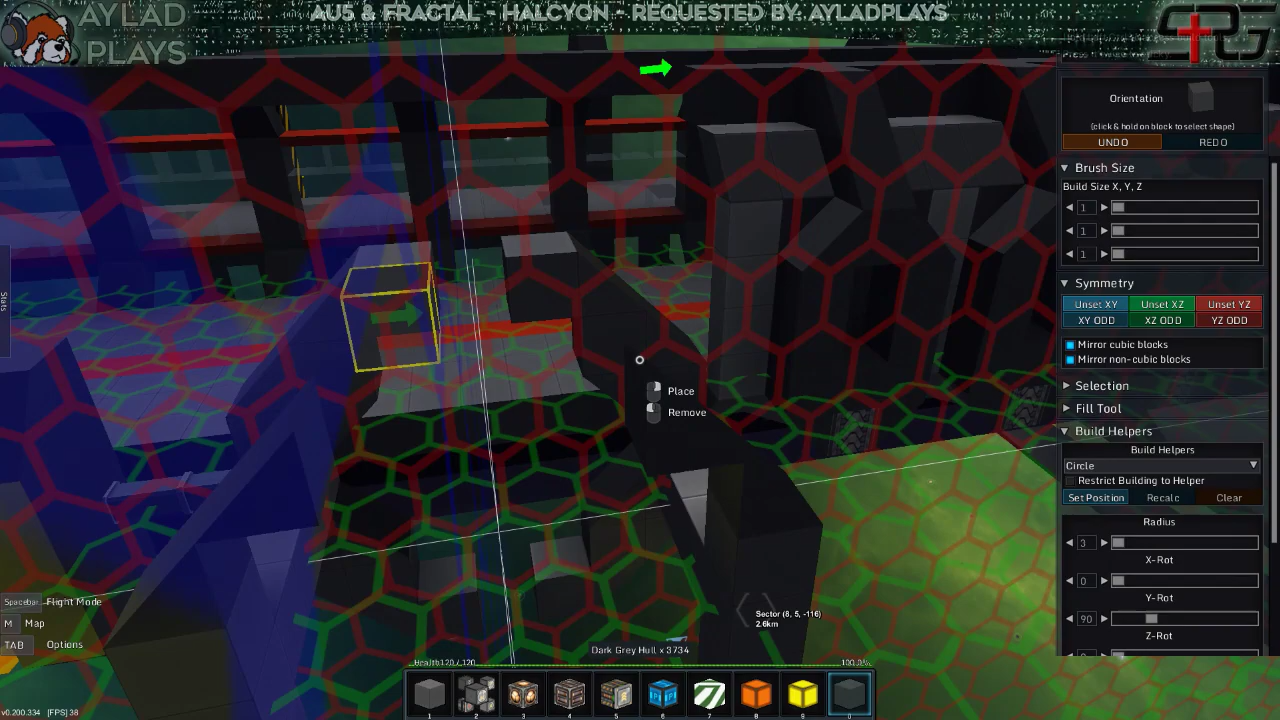 AYLAD
PLAYS
AU5 & FRACTAL - HALCYON - REQUESTED BY: AYLADPLAYS
SRG
Orientation
(click & hold on block to select shape)
UNDO REDO
Brush Size
Build Size X, Y, Z
1
1
1
Symmetry
Unset XY Unset XZ Unset YZ
XY ODD XZ ODD YZ ODD
Mirror cubic blocks
Mirror non-cubic blocks
Selection
Fill Tool
Build Helpers
Build Helpers
Circle
Restrict Building to Helper
Set Position Recalc Clear
Radius
3
X-Rot
0
Y-Rot
90
Z-Rot
Stats
Place
Remove
Spacebar Flight Mode
M Map
TAB Options
Sector (8, 5, -116)
2.6km
Dark Grey Hull x 3734
Health 120 / 120 100.0%
1 2 3 4 5 6 7 8 9 0
v0.200.334 [FPS] 38